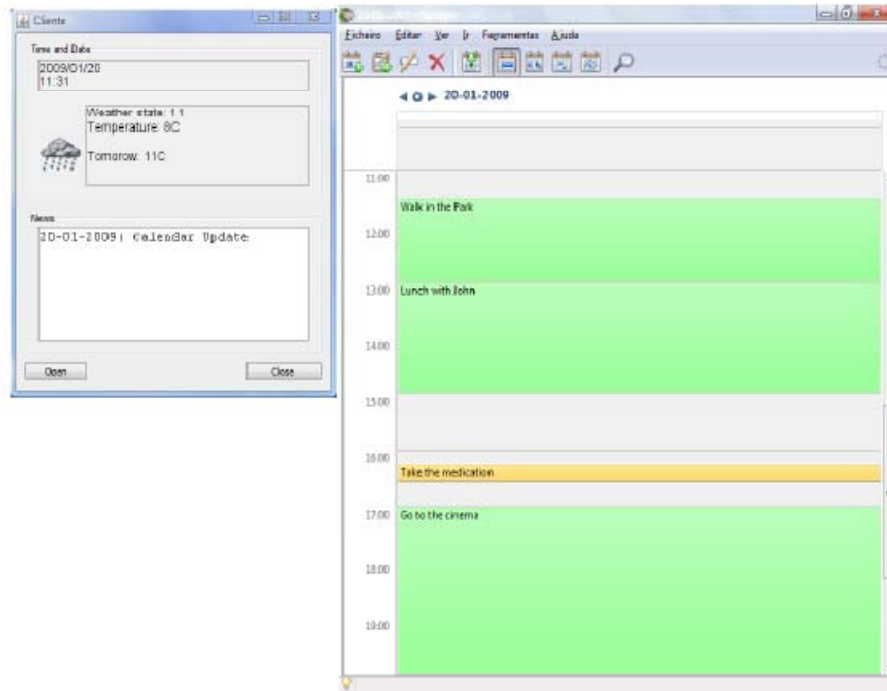 Cliente
Time and Date
2009/01/20
11:31
Weather state: 11
Temperature: 8C
Tomorow: 11C
News
20-01-2009: Calendar Update
Open
Close
Ficheiro Editar Ver Ir Ferramentas Ajuda
20-01-2009
11:00
Walk in the Park
12:00
13:00
Lunch with John
14:00
15:00
16:00
Take the medication
17:00
Go to the cinema
18:00
19:00